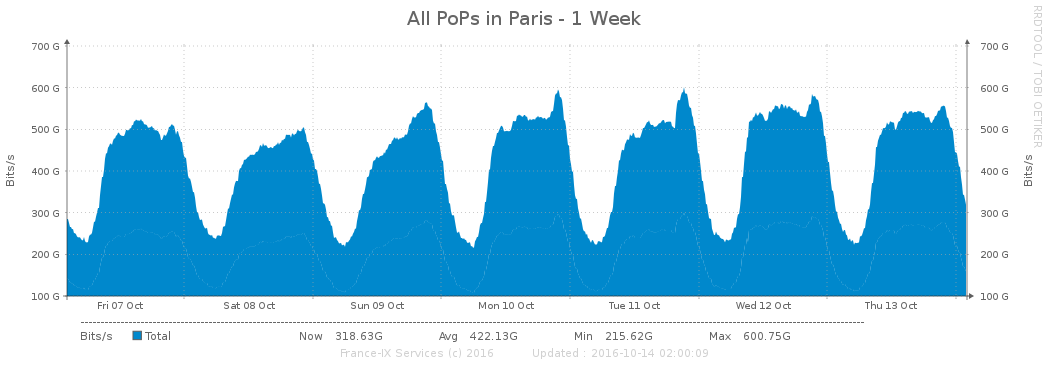 All PoPs in Paris - 1 Week
RRDTOOL / TOBI OETIKER
700 G 700 G
600 G 600 G
500 G 500 G
400 G 400 G
300 G 300 G
200 G 200 G
100 G 100 G
Bits/s
Bits/s
Fri 07 Oct Sat 08 Oct Sun 09 Oct Mon 10 Oct Tue 11 Oct Wed 12 Oct Thu 13 Oct
Bits/s Total Now 318.63G Avg 422.13G Min 215.62G Max 600.75G
France-IX Services (c) 2016 Updated : 2016-10-14 02:00:09